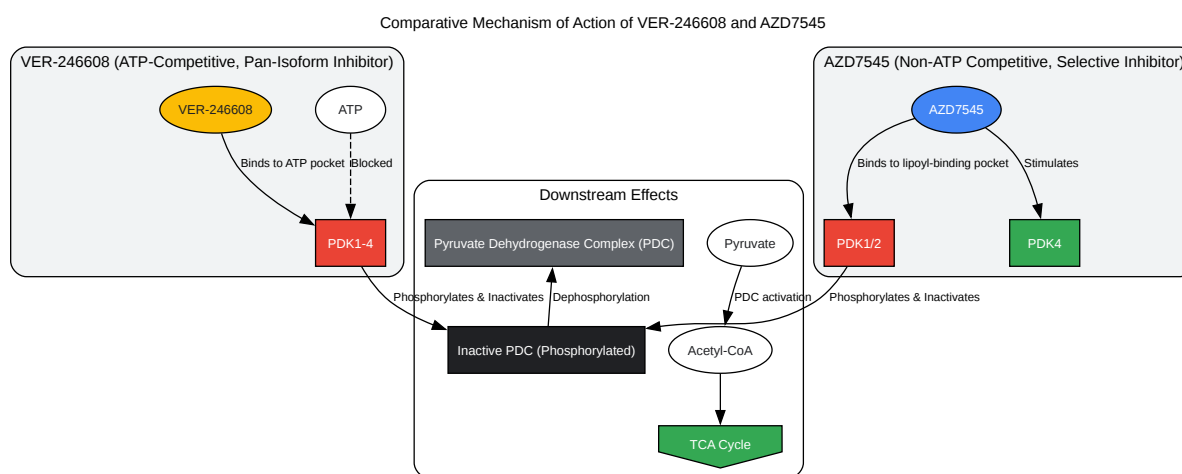 Comparative Mechanism of Action of VER-246608 and AZD7545
VER-246608 (ATP-Competitive, Pan-Isoform Inhibitor)
VER-246608
ATP
Binds to ATP pocket
Blocked
PDK1-4
AZD7545 (Non-ATP Competitive, Selective Inhibitor)
AZD7545
Binds to lipoyl-binding pocket
Stimulates
PDK1/2
PDK4
Downstream Effects
Pyruvate Dehydrogenase Complex (PDC)
Pyruvate
Phosphorylates & Inactivates
Dephosphorylation
PDC activation
Phosphorylates & Inactivates
Inactive PDC (Phosphorylated)
Acetyl-CoA
TCA Cycle